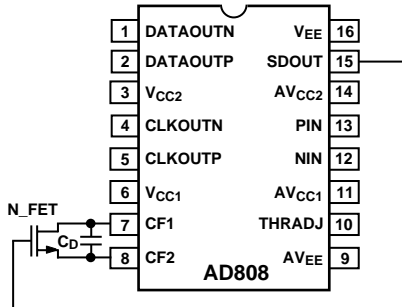 1 DATAOUTN
2 DATAOUTP
3 VCC2
4 CLKOUTN
5 CLKOUTP
6 VCC1
7 CF1
8 CF2
VEE 16
SDOUT 15
AVCC2 14
PIN 13
NIN 12
AVCC1 11
THRADJ 10
AVEE 9
AD808
N_FET
CD